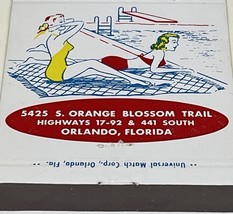 5425 S. ORANGE BLOSSOM TRAIL
HIGHWAYS 17-92 & 441 SOUTH
ORLANDO, FLORIDA
-- Universal Match Corp., Orlando, Fla. --